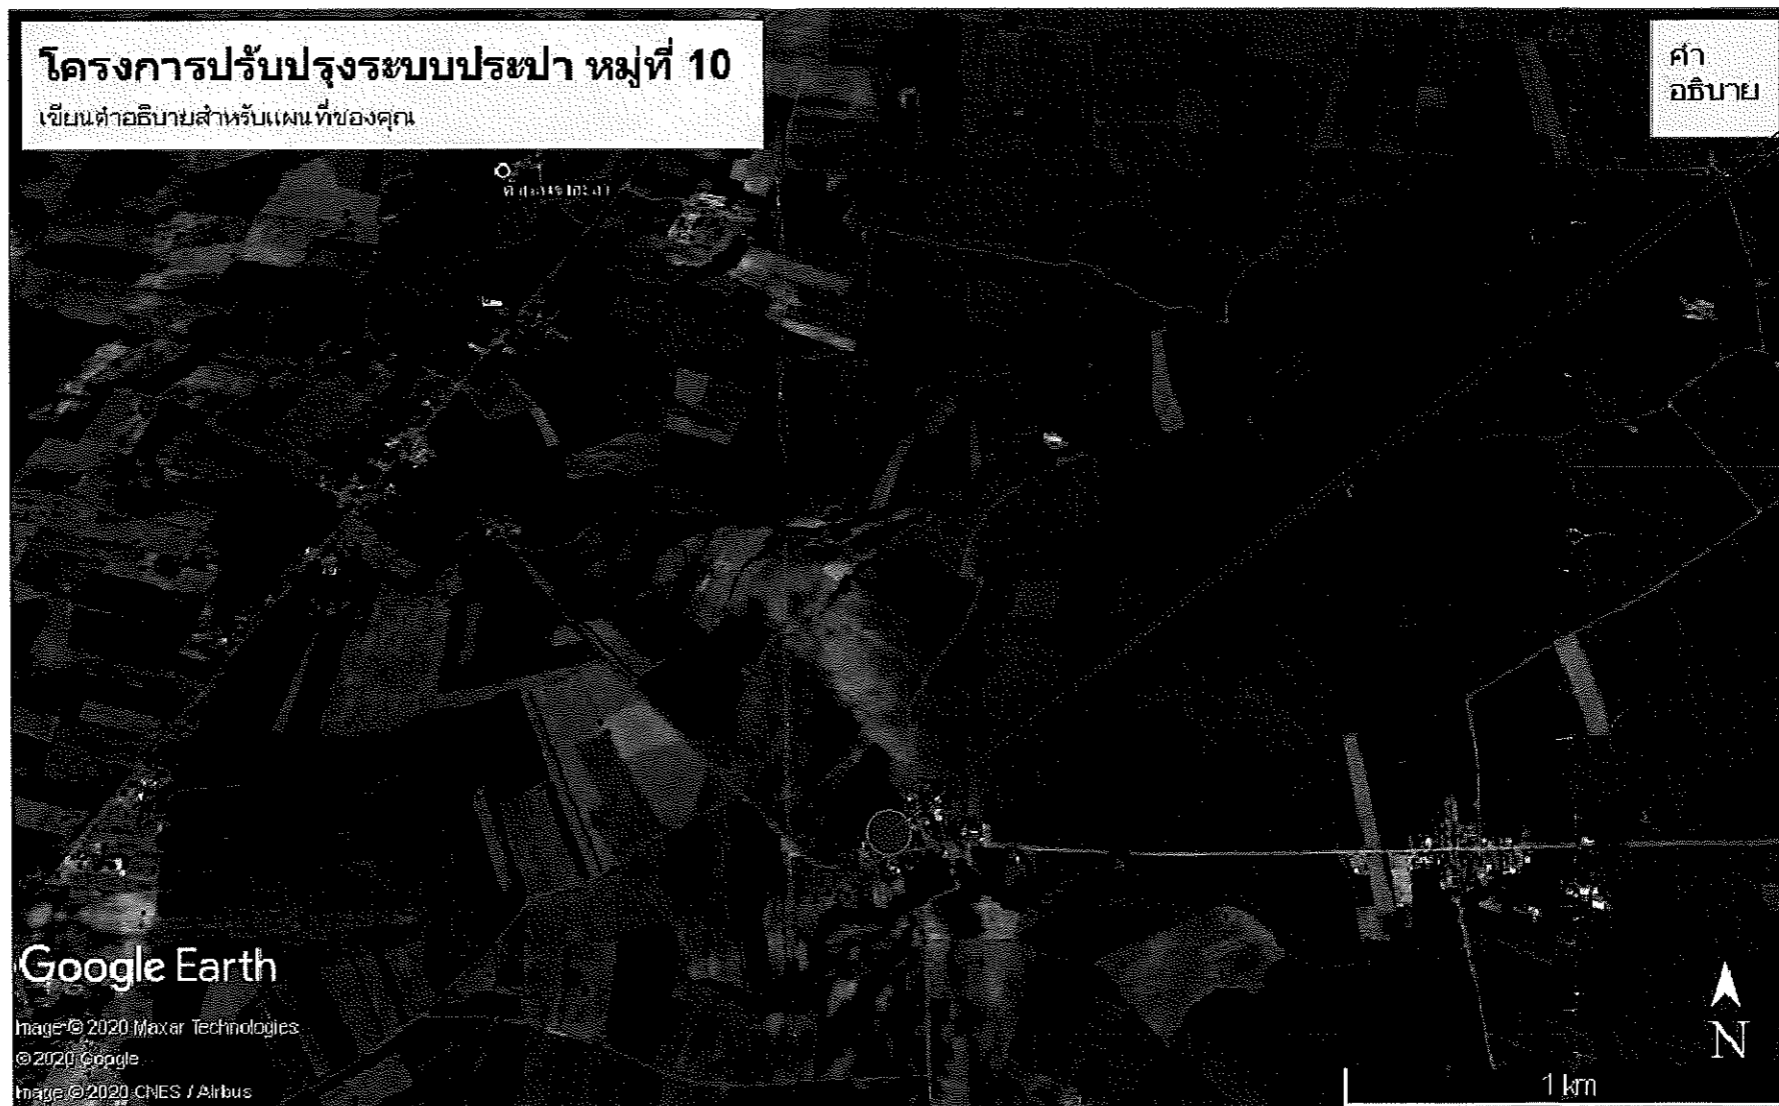 โครงการปรับปรุงระบบประปา หมู่ที่ 10
เขียนคำอธิบายสำหรับแผนที่ของคุณ
คำ
อธิบาย
Google Earth
Image © 2020 Maxar Technologies
© 2020 Google
Image © 2020 CNES / Airbus
N
1 km